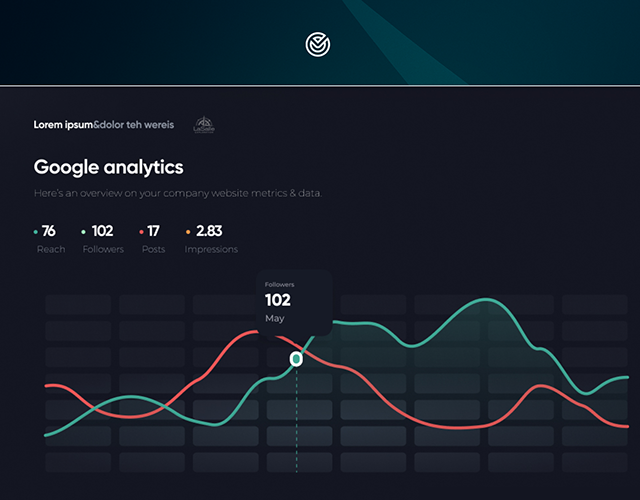 Lorem ipsum&dolor teh wereis
LaSalle
Google analytics
Here's an overview on your company website metrics & data.
76 102 17 2.83
Reach Followers Posts Impressions
Followers
102
May